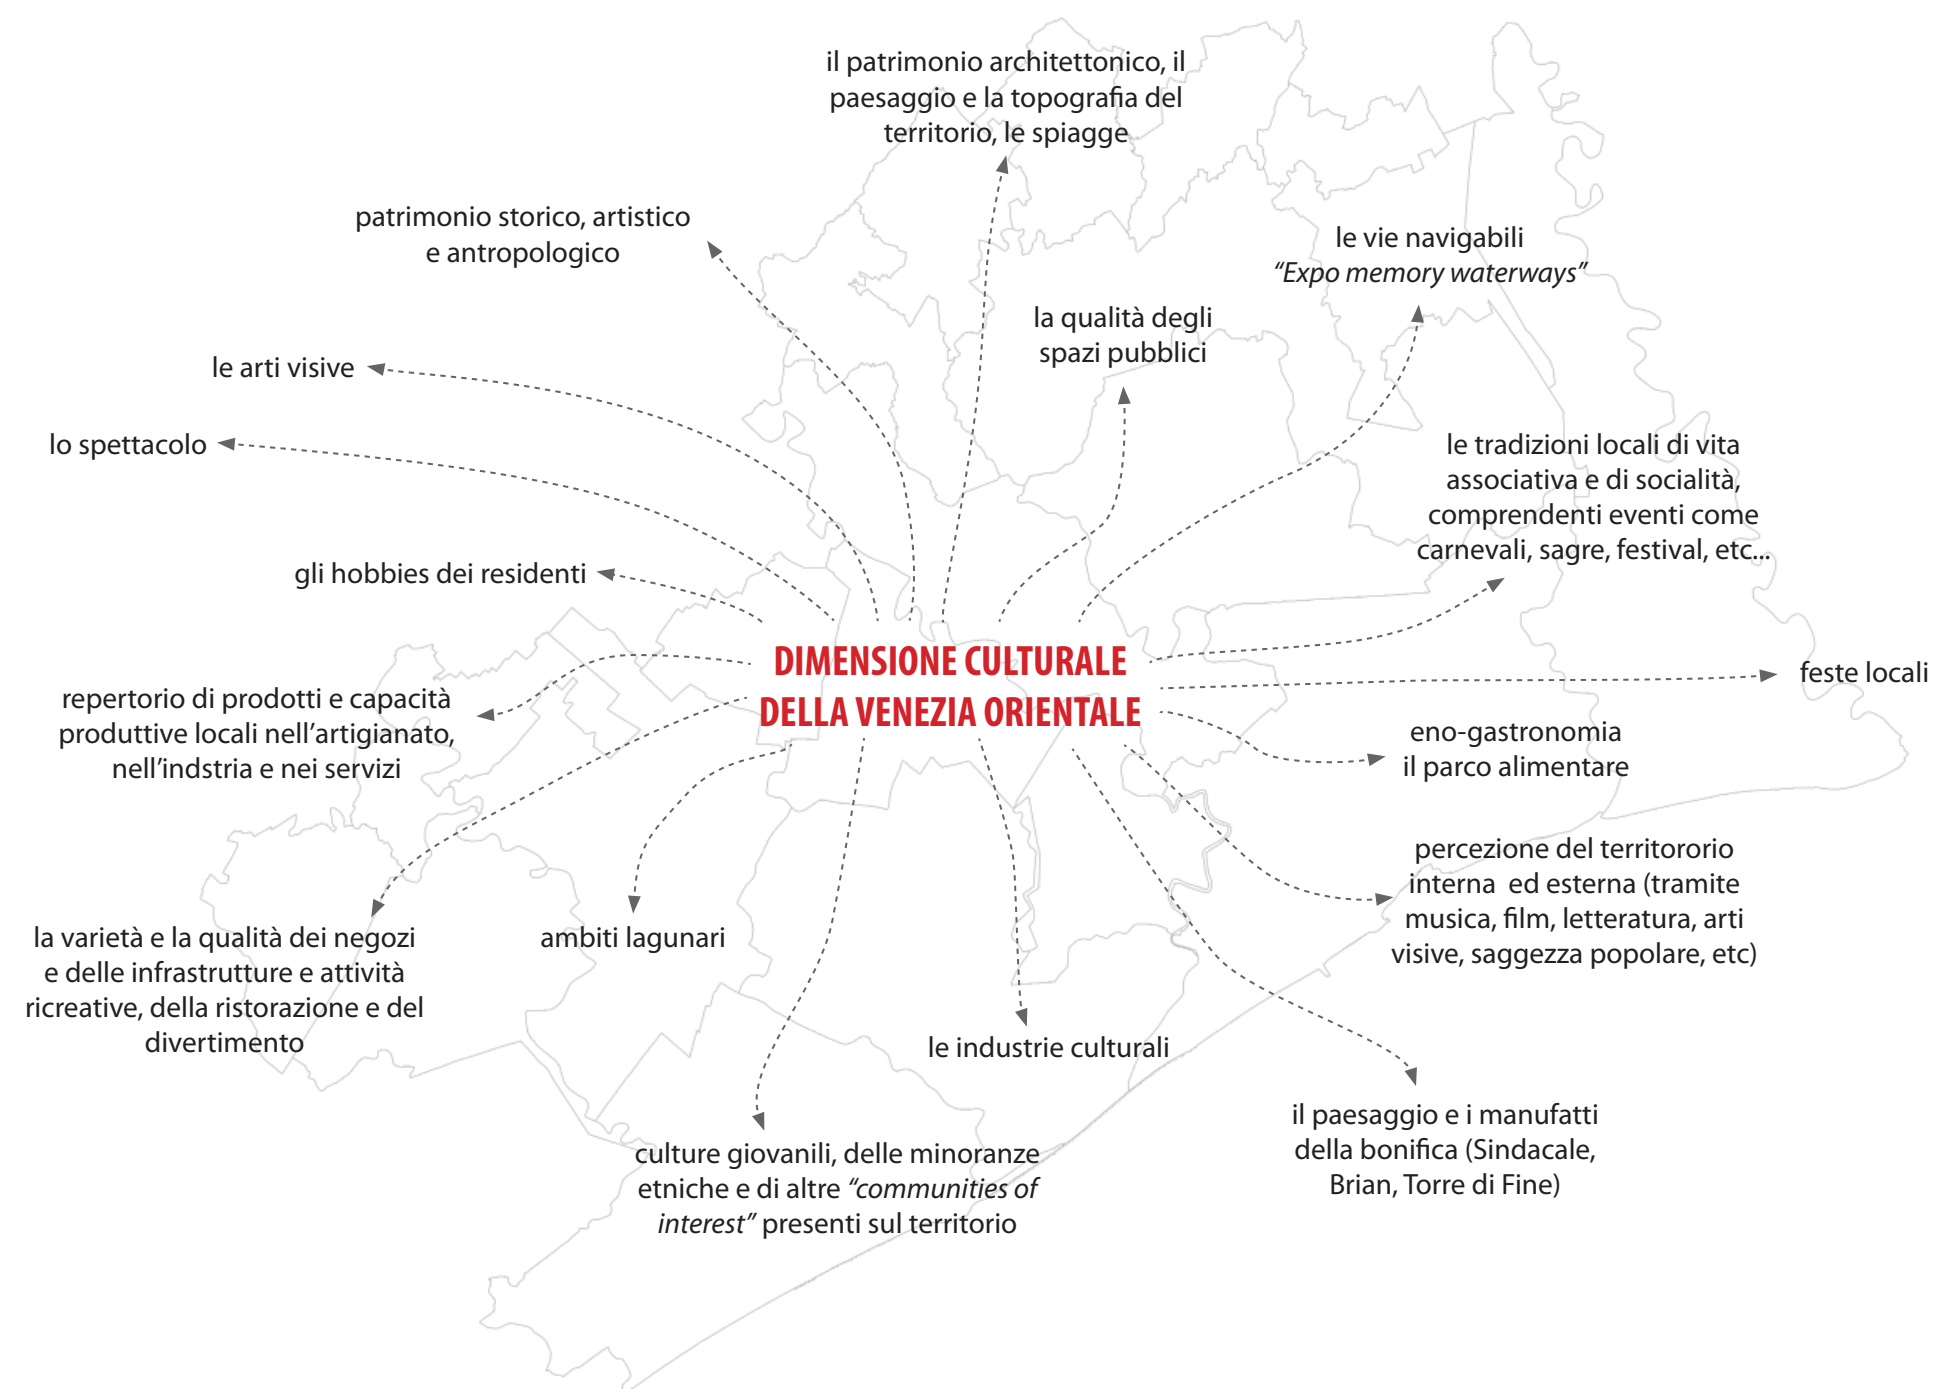 il patrimonio architettonico, il
paesaggio e la topografia del
territorio, le spiagge
patrimonio storico, artistico
e antropologico
le vie navigabili
“Expo memory waterways”
la qualità degli
spazi pubblici
le arti visive
lo spettacolo
le tradizioni locali di vita
associativa e di socialità,
comprendenti eventi come
carnevali, sagre, festival, etc...
gli hobbies dei residenti
DIMENSIONE CULTURALE
DELLA VENEZIA ORIENTALE
feste locali
repertorio di prodotti e capacità
produttive locali nell’artigianato,
nell’indstria e nei servizi
eno-gastronomia
il parco alimentare
percezione del territororio
interna  ed esterna (tramite
musica, film, letteratura, arti
visive, saggezza popolare, etc)
la varietà e la qualità dei negozi
e delle infrastrutture e attività
ricreative, della ristorazione e del
divertimento
ambiti lagunari
le industrie culturali
il paesaggio e i manufatti
della bonifica (Sindacale,
Brian, Torre di Fine)
culture giovanili, delle minoranze
etniche e di altre “communities of
interest” presenti sul territorio